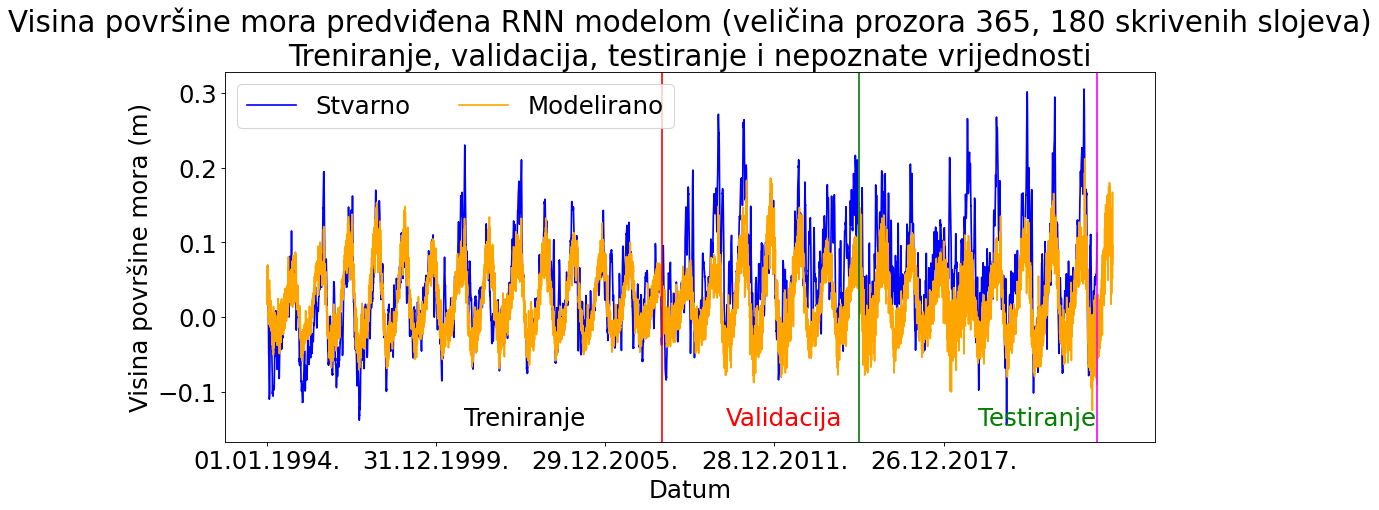 Visina površine mora predviđena RNN modelom (veličina prozora 365, 180 skrivenih slojeva)
Treniranje, validacija, testiranje i nepoznate vrijednosti
Stvarno Modelirano
Visina površine mora (m)
0.3
0.2
0.1
0.0
−0.1
Treniranje Validacija Testiranje
01.01.1994. 31.12.1999. 29.12.2005. 28.12.2011. 26.12.2017.
Datum